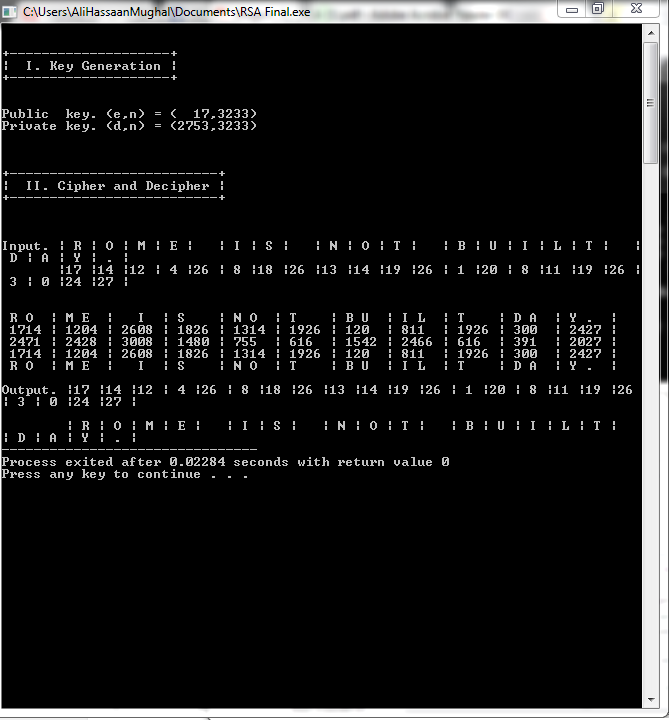 C:\Users\AliHassaanMughal\Documents\RSA Final.exe
+---------------------+
¦  I. Key Generation ¦
+---------------------+
Public  key. (e,n) = (  17,3233)
Private key. (d,n) = (2753,3233)
+---------------------------+
¦  II. Cipher and Decipher ¦
+---------------------------+
Input. ¦ R ¦ O ¦ M ¦ E ¦   ¦ I ¦ S ¦   ¦ N ¦ O ¦ T ¦   ¦ B ¦ U ¦ I ¦ L ¦ T ¦   ¦
 D ¦ A ¦ Y ¦ . ¦
¦17 ¦14 ¦12 ¦ 4 ¦26 ¦ 8 ¦18 ¦26 ¦13 ¦14 ¦19 ¦26 ¦ 1 ¦20 ¦ 8 ¦11 ¦19 ¦26 ¦
 3 ¦ 0 ¦24 ¦27 ¦
 R O  ¦ M E  ¦   I  ¦ S    ¦ N O  ¦ T    ¦ B U  ¦ I L  ¦ T    ¦ D A  ¦ Y .  ¦
 1714 ¦ 1204 ¦ 2608 ¦ 1826 ¦ 1314 ¦ 1926 ¦ 120  ¦ 811  ¦ 1926 ¦ 300  ¦ 2427 ¦
 2471 ¦ 2428 ¦ 3008 ¦ 1480 ¦ 755  ¦ 616  ¦ 1542 ¦ 2466 ¦ 616  ¦ 391  ¦ 2027 ¦
 1714 ¦ 1204 ¦ 2608 ¦ 1826 ¦ 1314 ¦ 1926 ¦ 120  ¦ 811  ¦ 1926 ¦ 300  ¦ 2427 ¦
 R O  ¦ M E  ¦   I  ¦ S    ¦ N O  ¦ T    ¦ B U  ¦ I L  ¦ T    ¦ D A  ¦ Y .  ¦
Output. ¦17 ¦14 ¦12 ¦ 4 ¦26 ¦ 8 ¦18 ¦26 ¦13 ¦14 ¦19 ¦26 ¦ 1 ¦20 ¦ 8 ¦11 ¦19 ¦26
¦ 3 ¦ 0 ¦24 ¦27 ¦
¦ R ¦ O ¦ M ¦ E ¦   ¦ I ¦ S ¦   ¦ N ¦ O ¦ T ¦   ¦ B ¦ U ¦ I ¦ L ¦ T ¦
¦ D ¦ A ¦ Y ¦ . ¦
--------------------------------
Process exited after 0.02284 seconds with return value 0
Press any key to continue . . .